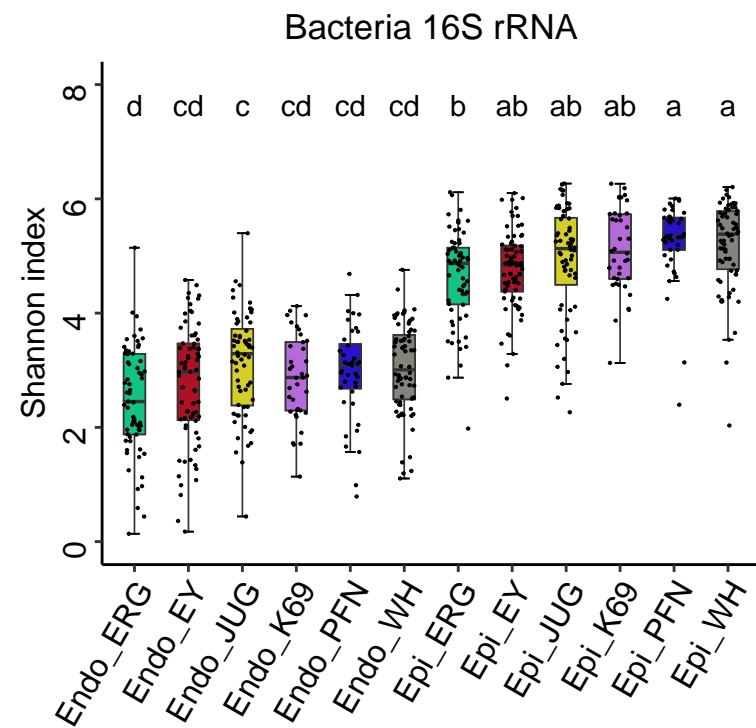 Bacteria 16S rRNA
Shannon index
8
6
4
2
0
d cd c cd cd cd b ab ab ab a a
Endo_ERG
Endo_EY
Endo_JUG
Endo_K69
Endo_PFN
Endo_WH
Epi_ERG
Epi_EY
Epi_JUG
Epi_K69
Epi_PFN
Epi_WH